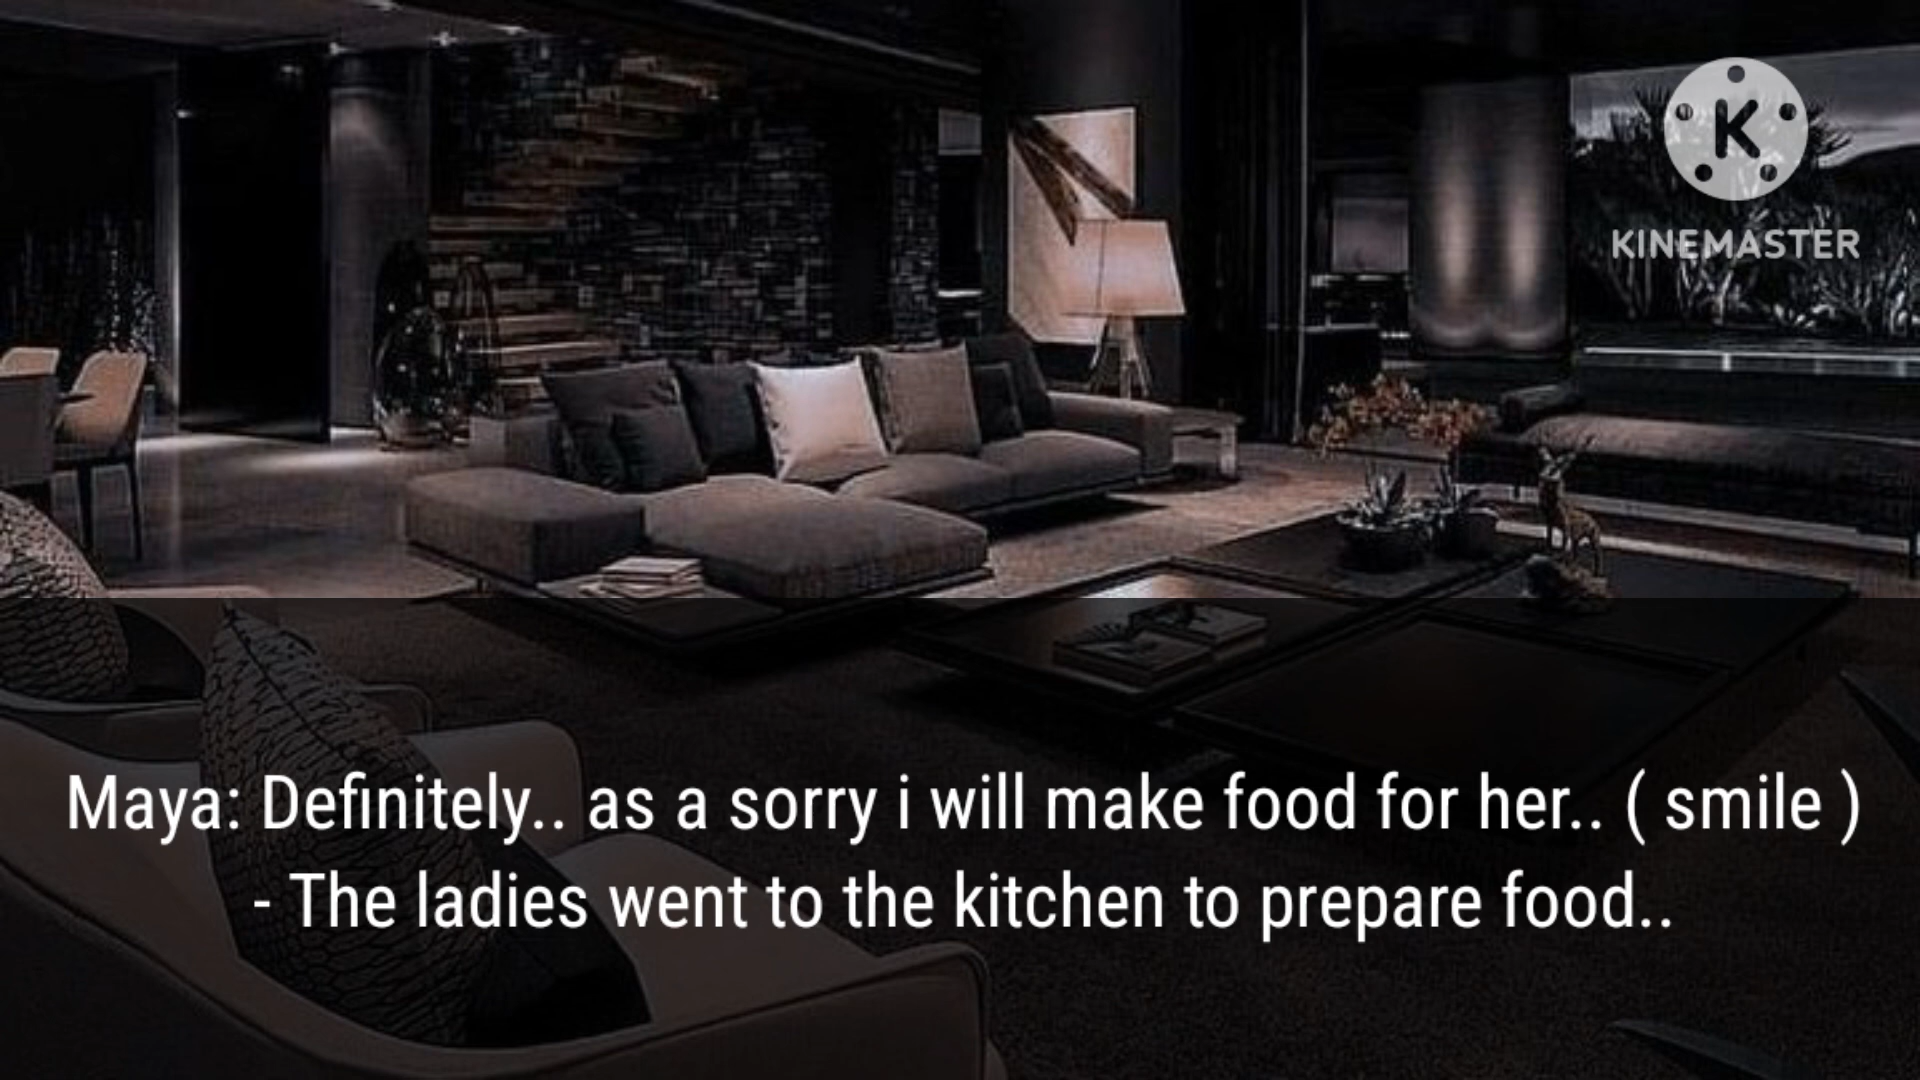 K
KINEMASTER
Maya: Definitely.. as a sorry i will make food for her.. ( smile )
- The ladies went to the kitchen to prepare food..